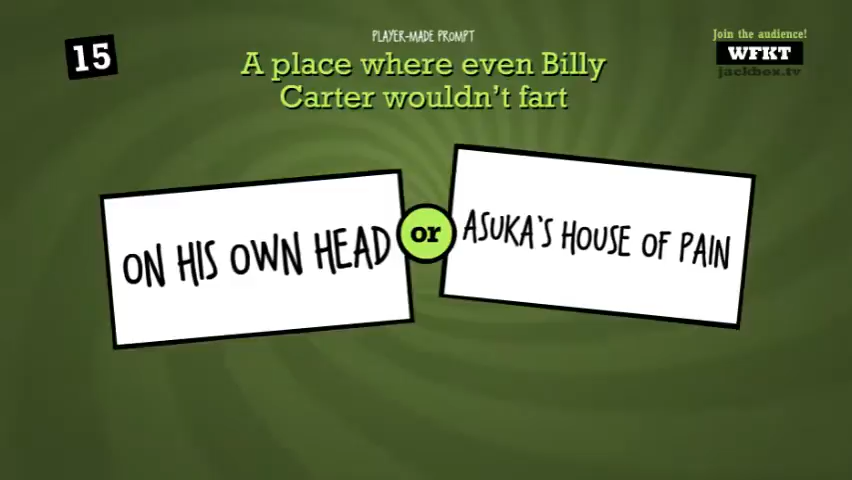 15
PLAYER-MADE PROMPT
A place where even Billy
Carter wouldn't fart
Join the audience!
WFKT
jackbox.tv
ON HIS OWN HEAD
or
ASUKA'S HOUSE OF PAIN